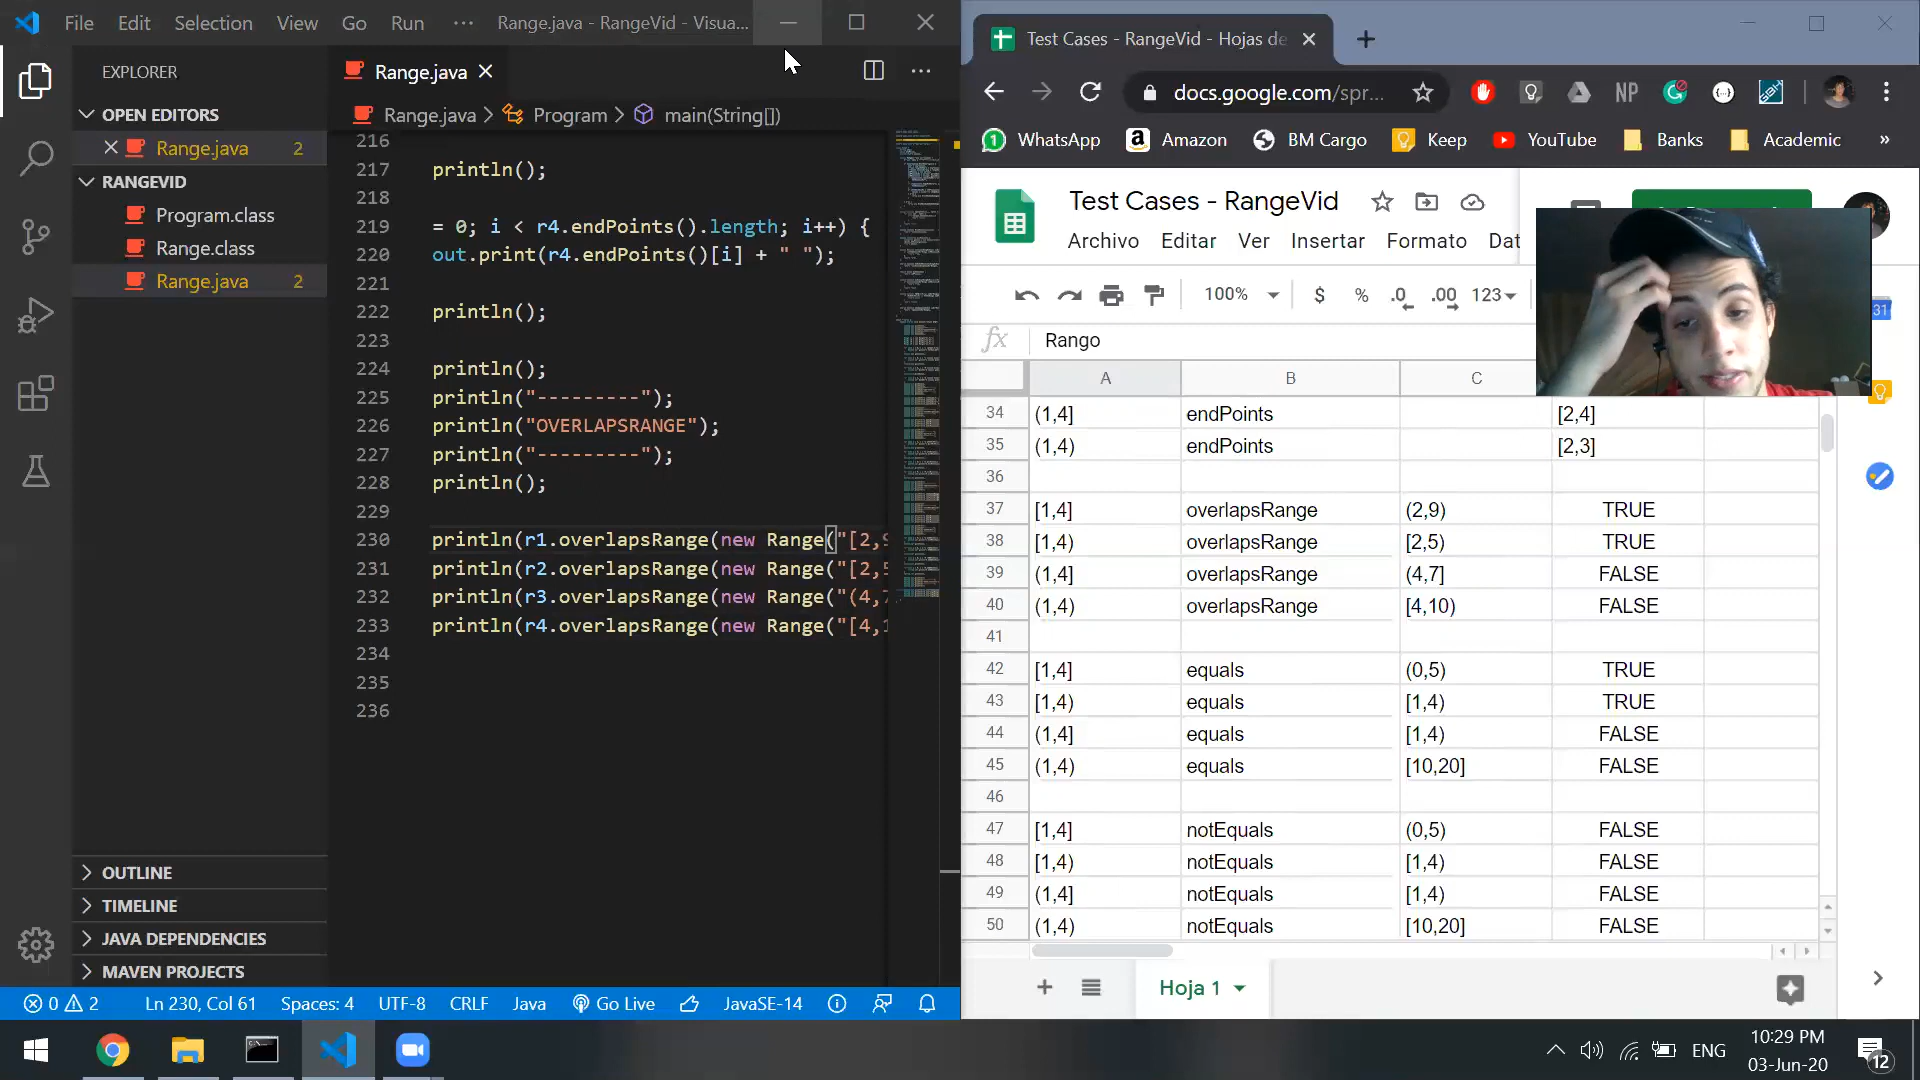 File Edit Selection View Go Run ··· Range.java - RangeVid - Visua...
EXPLORER
OPEN EDITORS
Range.java 2
RANGEVID
Program.class
Range.class
Range.java 2
OUTLINE
TIMELINE
JAVA DEPENDENCIES
MAVEN PROJECTS
Range.java
Range.java > Program > main(String[])
216
217 println();
218
219 = 0; i < r4.endPoints().length; i++) {
220 out.print(r4.endPoints()[i] + " ");
221
222 println();
223
224 println();
225 println("---------");
226 println("OVERLAPSRANGE");
227 println("---------");
228 println();
229
230 println(r1.overlapsRange(new Range("[2,9
231 println(r2.overlapsRange(new Range("[2,5
232 println(r3.overlapsRange(new Range("(4,7
233 println(r4.overlapsRange(new Range("[4,1
234
235
236
0 2 Ln 230, Col 61 Spaces: 4 UTF-8 CRLF Java Go Live JavaSE-14
Test Cases - RangeVid - Hojas de
docs.google.com/spr...
NP
WhatsApp Amazon BM Cargo Keep YouTube Banks Academic »
Test Cases - RangeVid
Archivo Editar Ver Insertar Formato Dat
100% $ % .0 .00 123
31
fx Rango
A B C
34 (1,4] endPoints [2,4]
35 (1,4) endPoints [2,3]
36
37 [1,4] overlapsRange (2,9) TRUE
38 [1,4) overlapsRange [2,5) TRUE
39 (1,4] overlapsRange (4,7] FALSE
40 (1,4) overlapsRange [4,10) FALSE
41
42 [1,4] equals (0,5) TRUE
43 [1,4) equals [1,4) TRUE
44 (1,4] equals [1,4) FALSE
45 (1,4) equals [10,20] FALSE
46
47 [1,4] notEquals (0,5) FALSE
48 [1,4) notEquals [1,4) FALSE
49 (1,4] notEquals [1,4) FALSE
50 (1,4) notEquals [10,20] FALSE
Hoja 1
ENG
10:29 PM
03-Jun-20
12